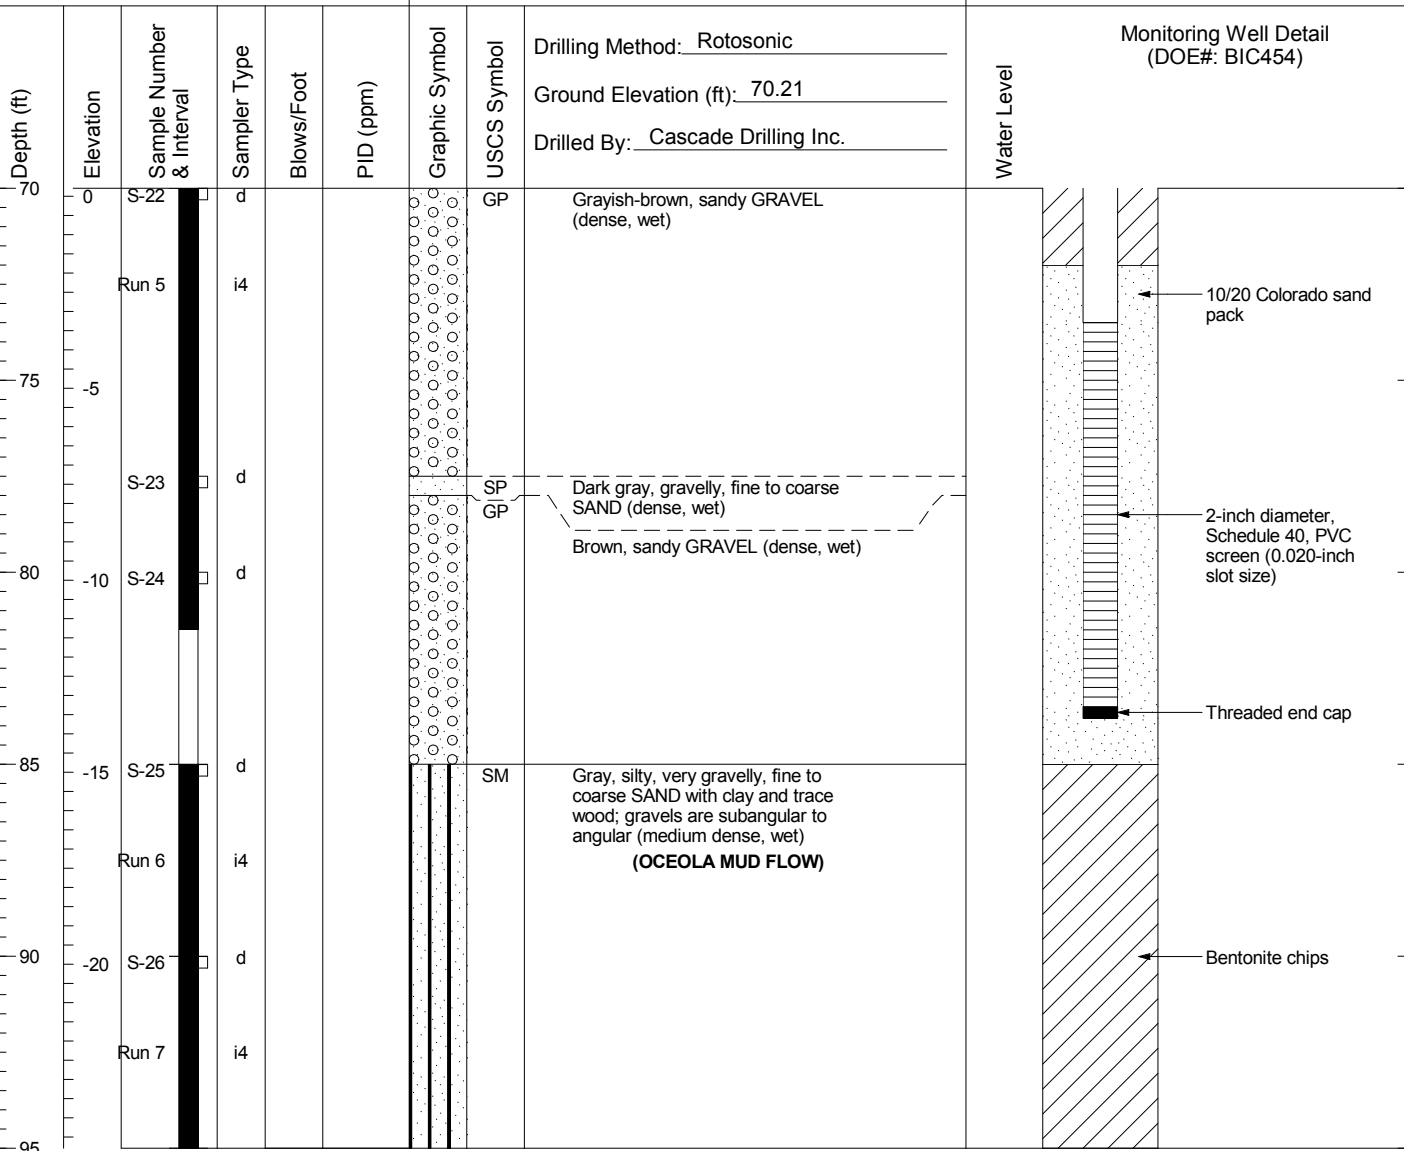 Depth (ft)
Elevation
Sample Number
& Interval
Sampler Type
Blows/Foot
PID (ppm)
Graphic Symbol
USCS Symbol
Drilling Method: Rotosonic
Ground Elevation (ft): 70.21
Drilled By: Cascade Drilling Inc.
Water Level
Monitoring Well Detail
(DOE#: BIC454)
70
0
S-22
d
GP
Grayish-brown, sandy GRAVEL
(dense, wet)
Run 5
i4
10/20 Colorado sand
pack
75
-5
S-23
d
SP
Dark gray, gravelly, fine to coarse
SAND (dense, wet)
GP
Brown, sandy GRAVEL (dense, wet)
2-inch diameter,
Schedule 40, PVC
screen (0.020-inch
slot size)
80
-10
S-24
d
Threaded end cap
85
-15
S-25
d
SM
Gray, silty, very gravelly, fine to
coarse SAND with clay and trace
wood; gravels are subangular to
angular (medium dense, wet)
(OCEOLA MUD FLOW)
Run 6
i4
90
-20
S-26
d
Bentonite chips
Run 7
i4
95